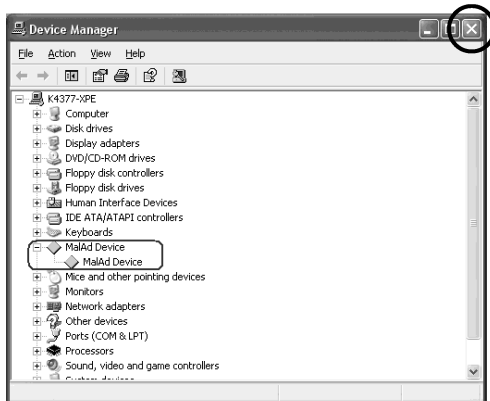 Device Manager
File Action View Help
K4377-XPE
Computer
Disk drives
Display adapters
DVD/CD-ROM drives
Floppy disk controllers
Floppy disk drives
Human Interface Devices
IDE ATA/ATAPI controllers
Keyboards
MalAd Device
MalAd Device
Mice and other pointing devices
Monitors
Network adapters
Other devices
Ports (COM & LPT)
Processors
Sound, video and game controllers
System devices